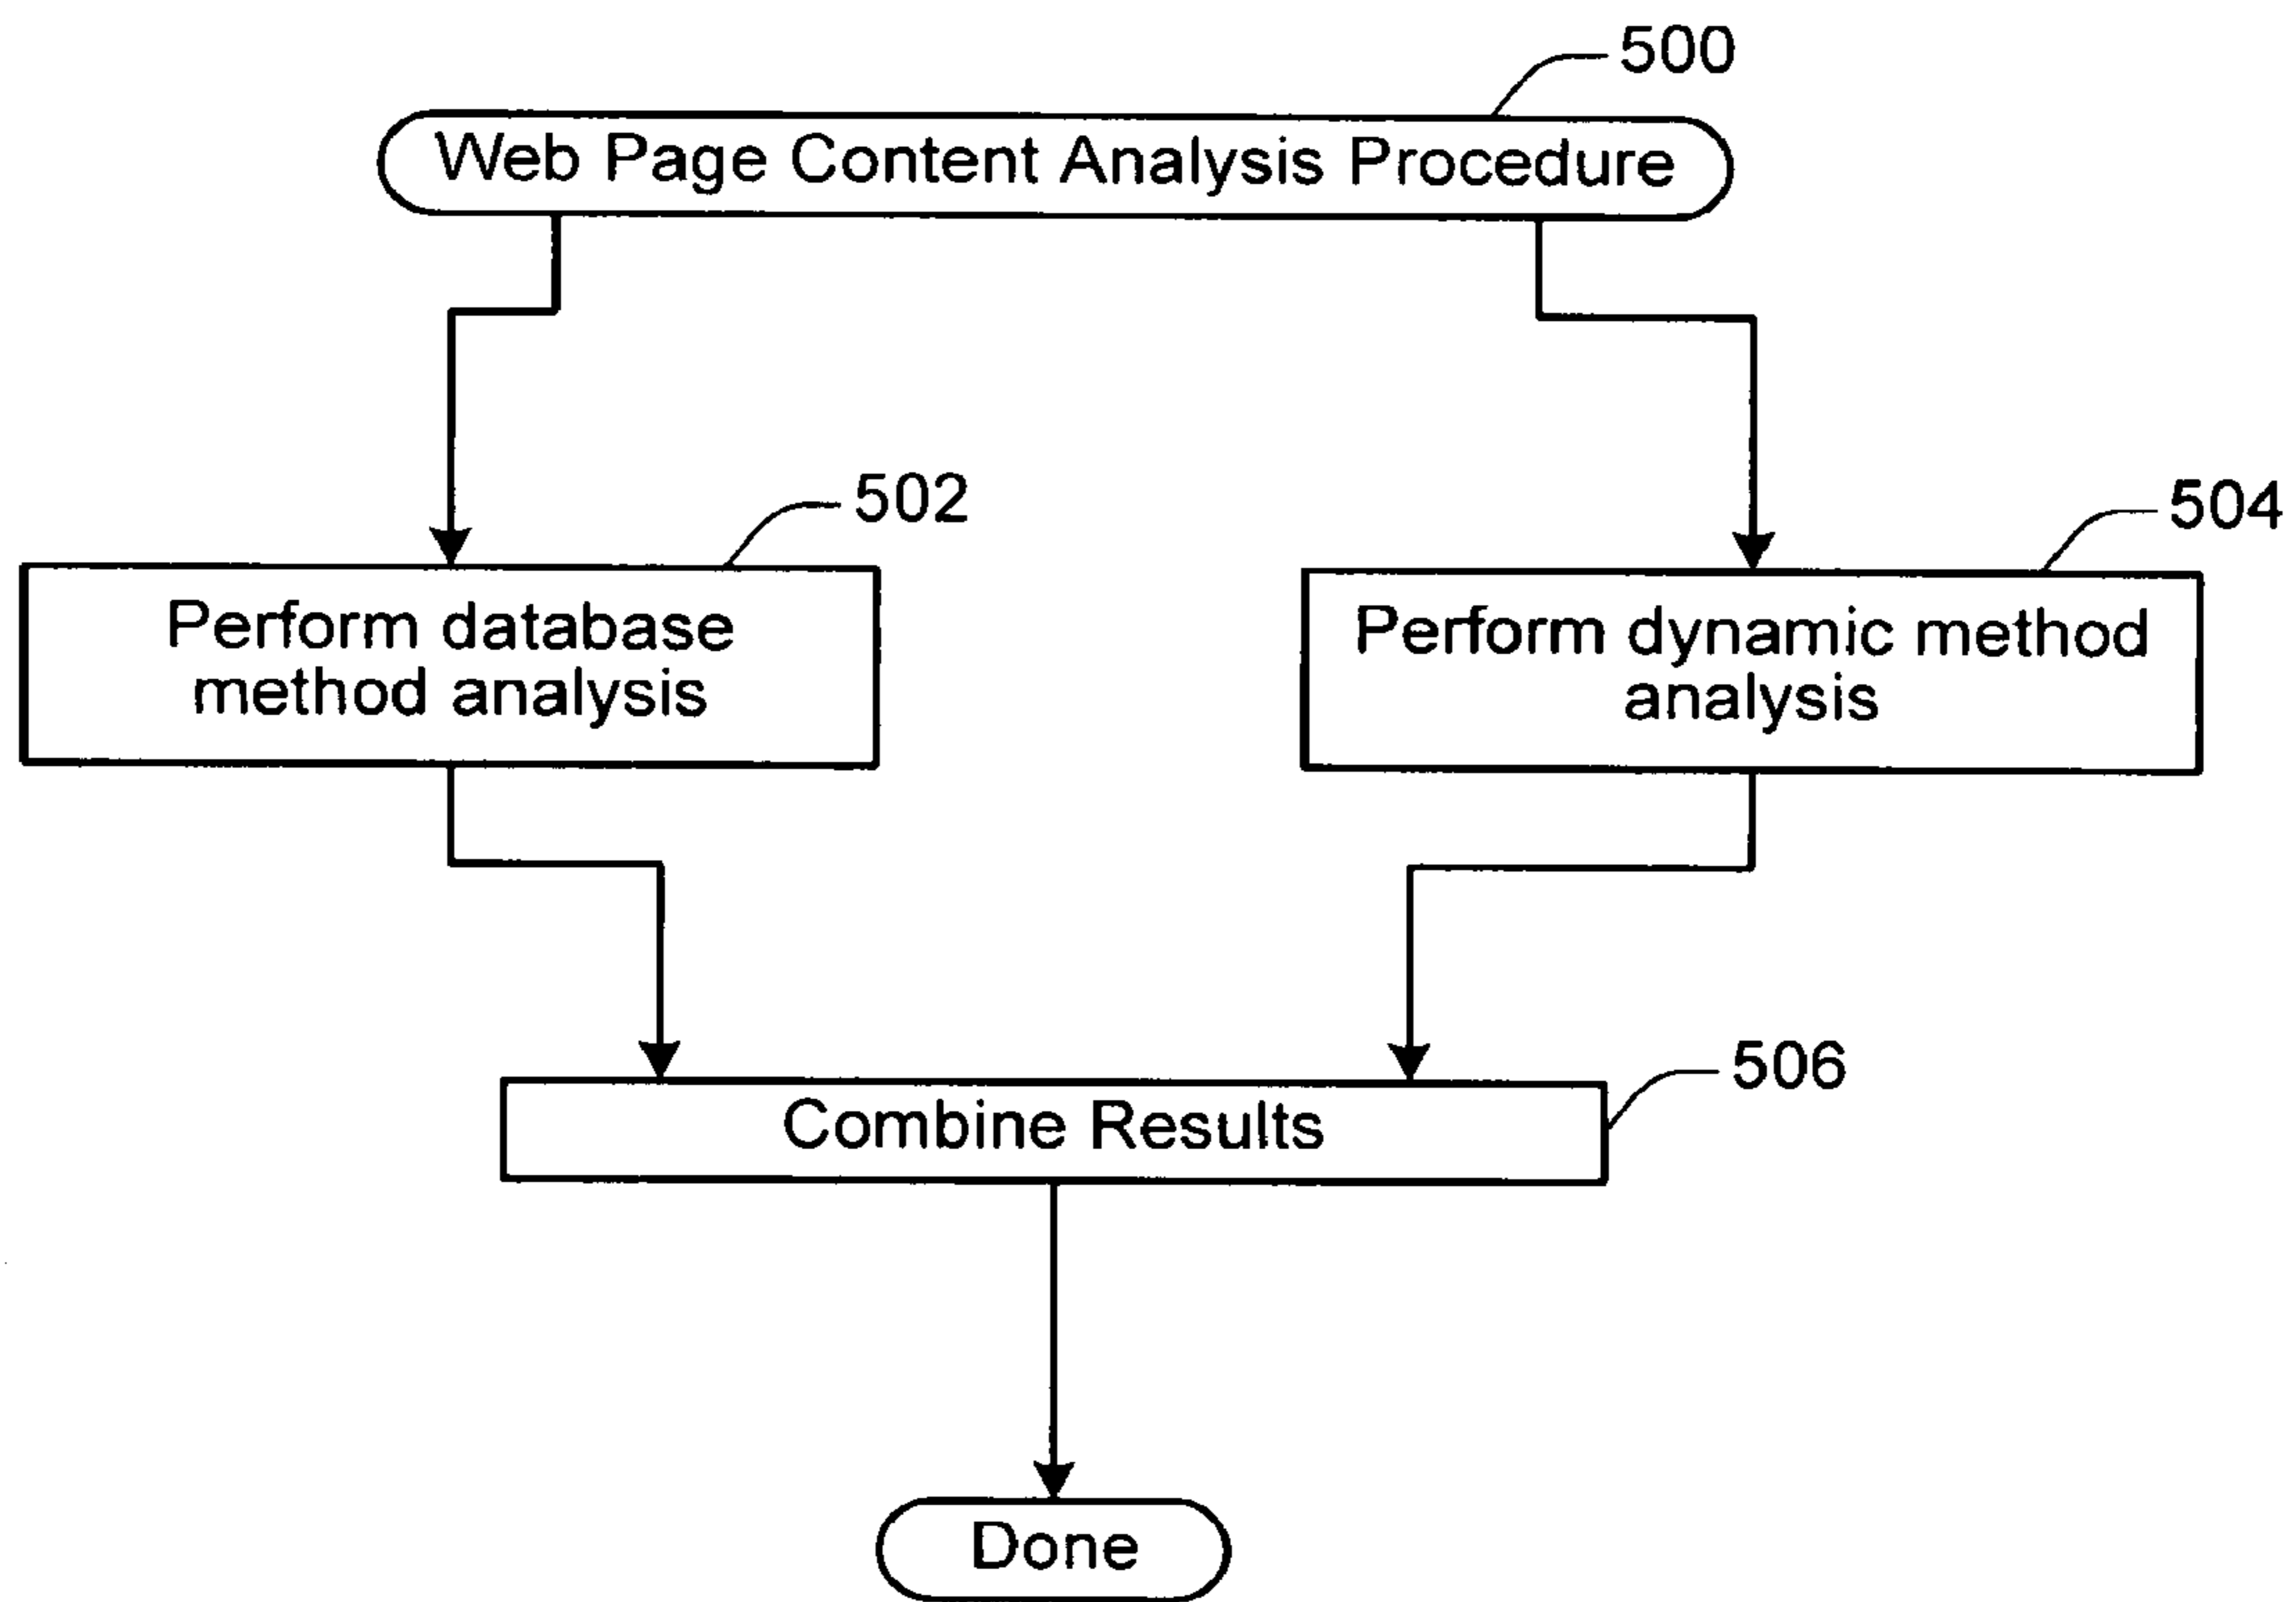 500
Web Page Content Analysis Procedure
502
504
Perform database
method analysis
Perform dynamic method
analysis
506
Combine Results
Done